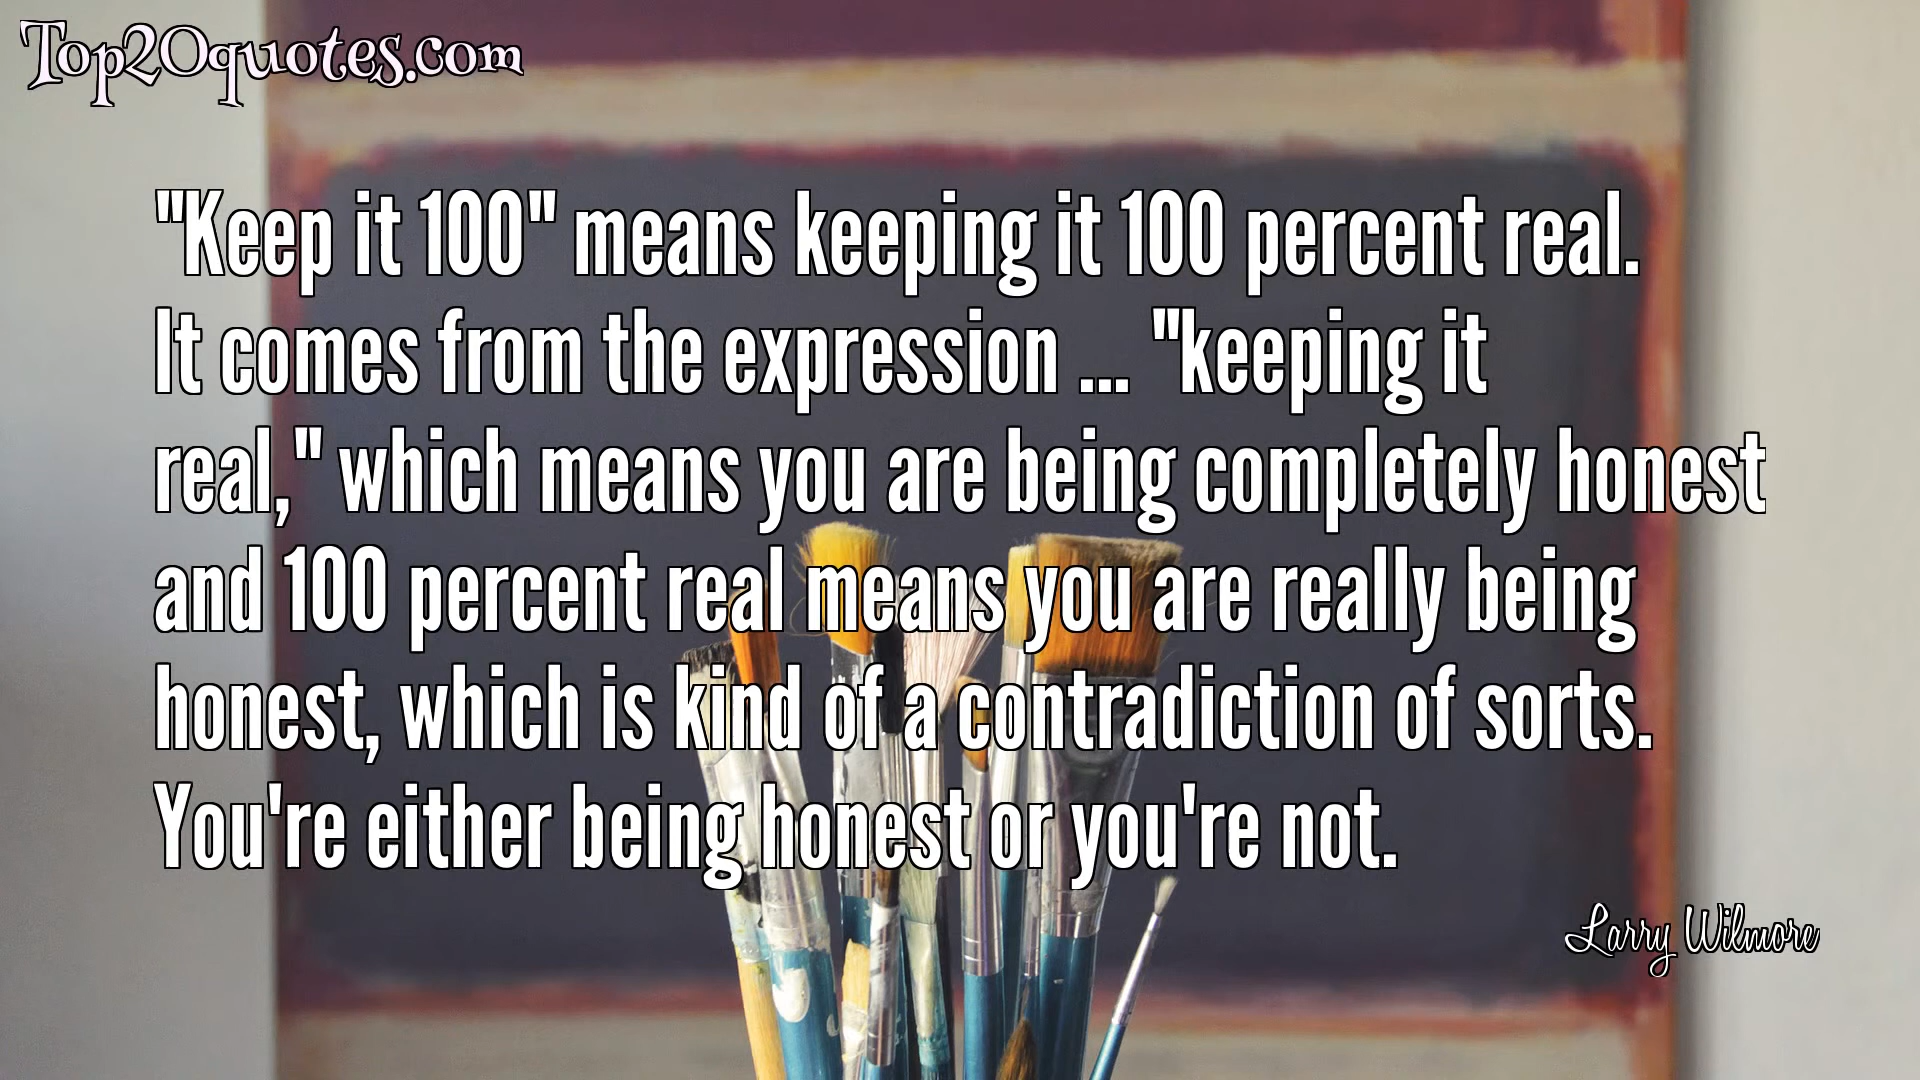 Top20quotes.com
"Keep it 100" means keeping it 100 percent real.
It comes from the expression ... "keeping it
real," which means you are being completely honest
and 100 percent real means you are really being
honest, which is kind of a contradiction of sorts.
You're either being honest or you're not.
Larry Wilmore